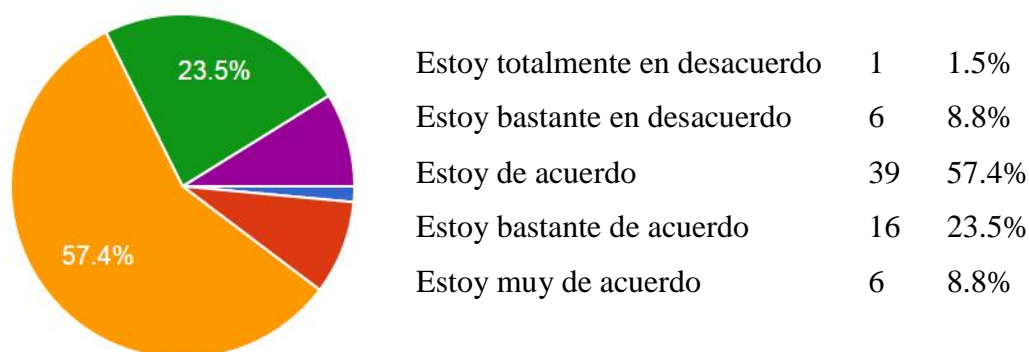 23.5%
57.4%
Estoy totalmente en desacuerdo 1 1.5%
Estoy bastante en desacuerdo 6 8.8%
Estoy de acuerdo 39 57.4%
Estoy bastante de acuerdo 16 23.5%
Estoy muy de acuerdo 6 8.8%